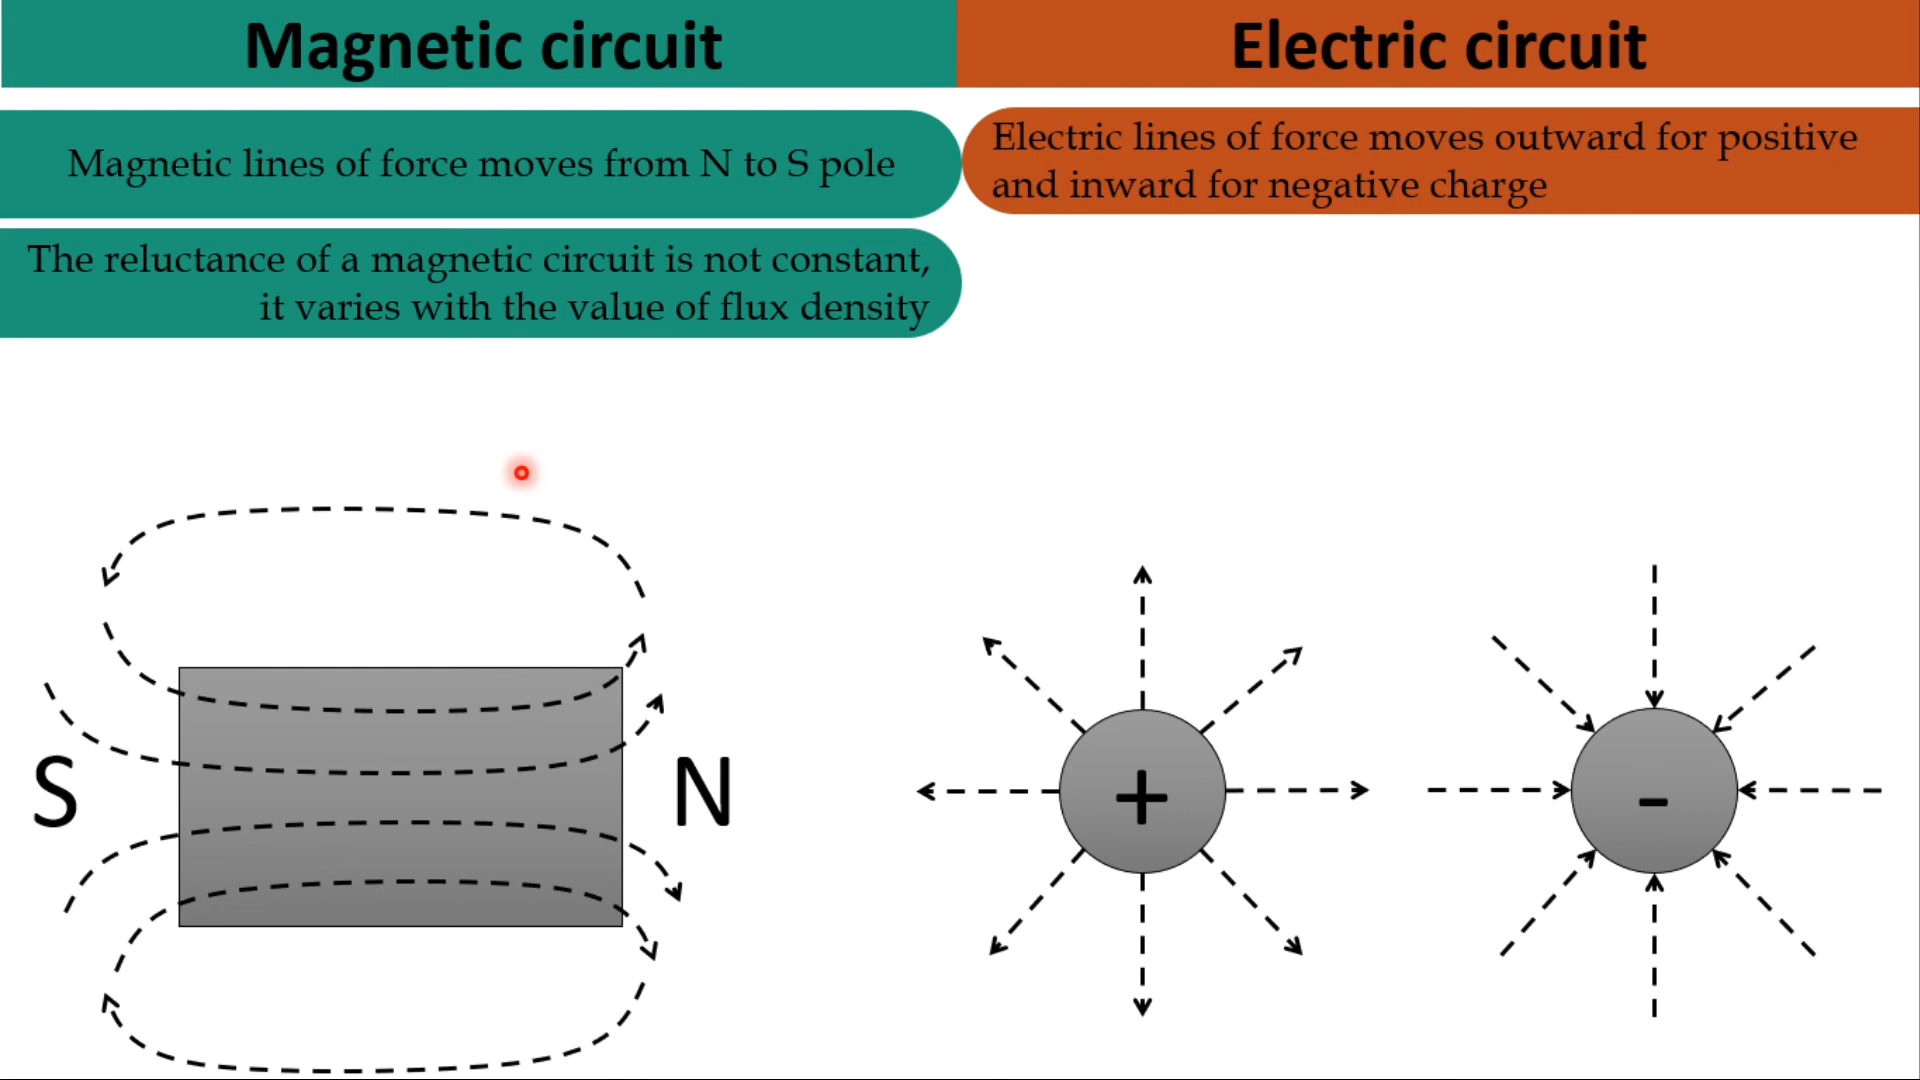 Magnetic circuit
Electric circuit
Magnetic lines of force moves from N to S pole
Electric lines of force moves outward for positive
and inward for negative charge
The reluctance of a magnetic circuit is not constant,
it varies with the value of flux density
S
N
+
-